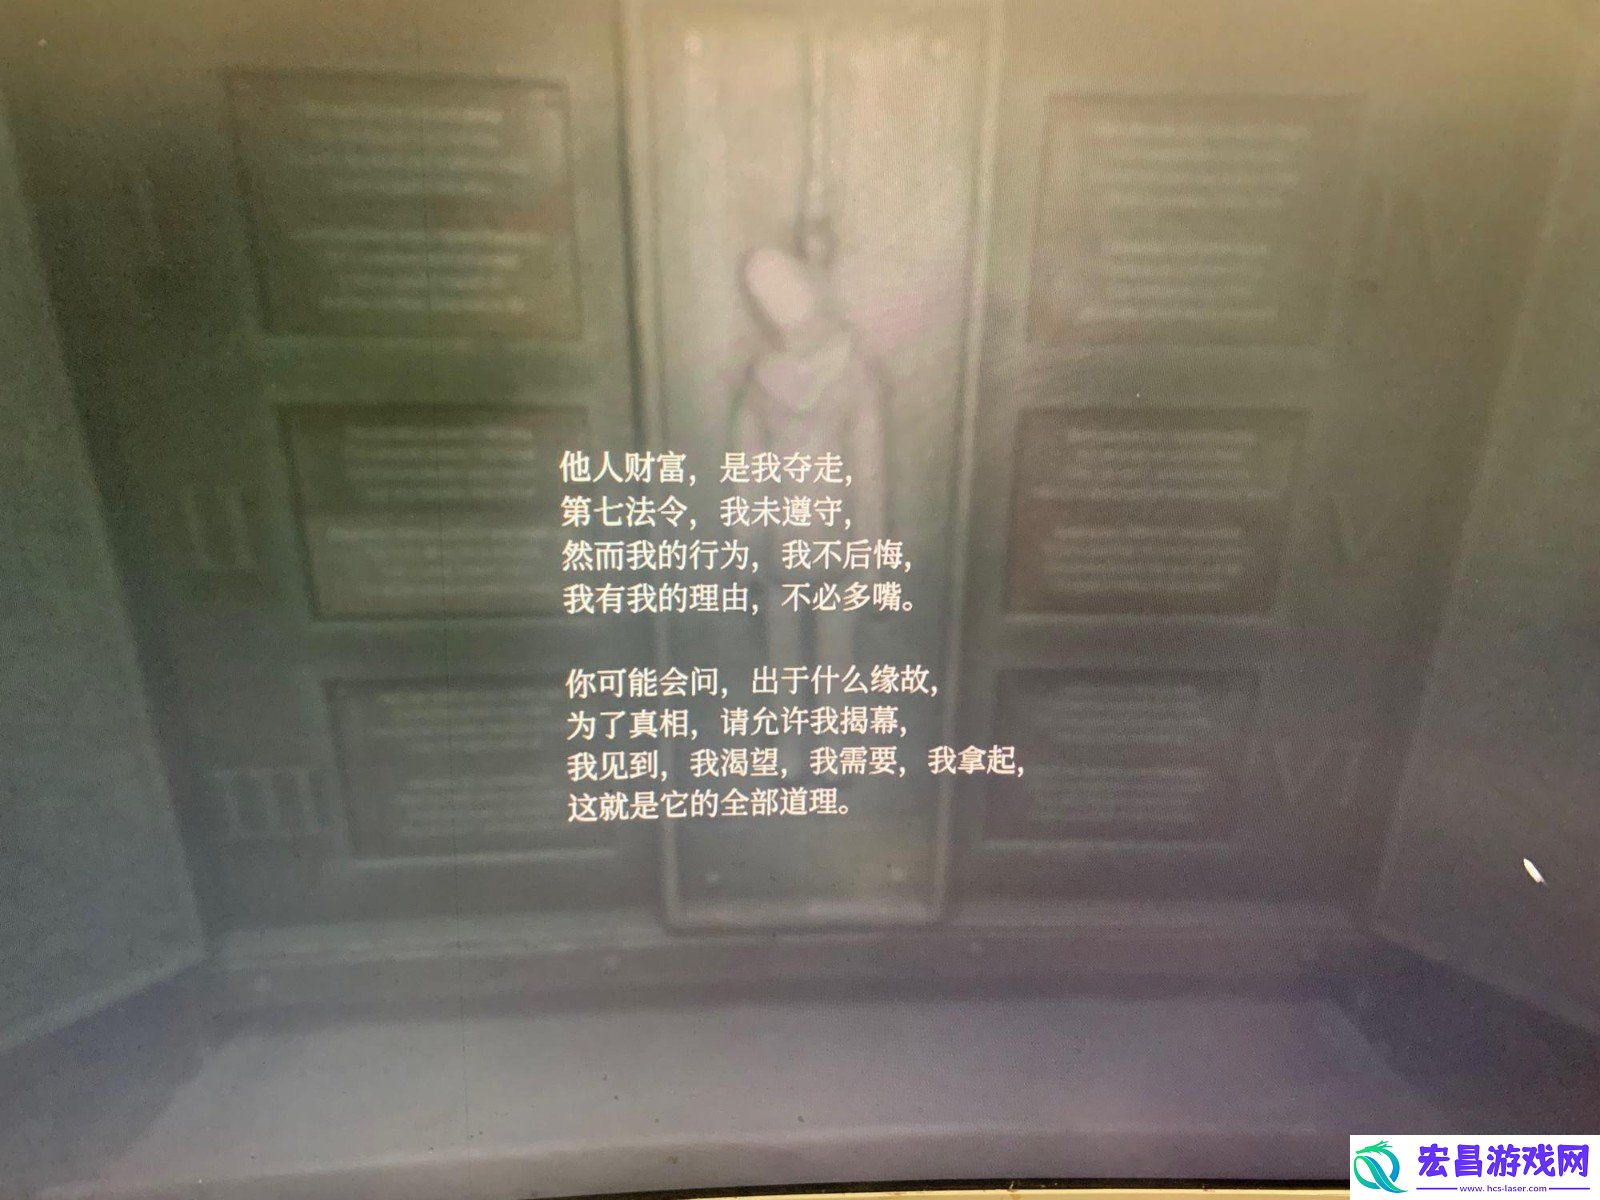 他人财富，是我夺走，
第七法令，我未遵守，
然而我的行为，我不后悔，
我有我的理由，不必多嘴。
你可能会问，出于什么缘故，
为了真相，请允许我揭幕，
我见到，我渴望，我需要，我拿起，
这就是它的全部道理。
宏昌游戏网
www.hcs-laser.com